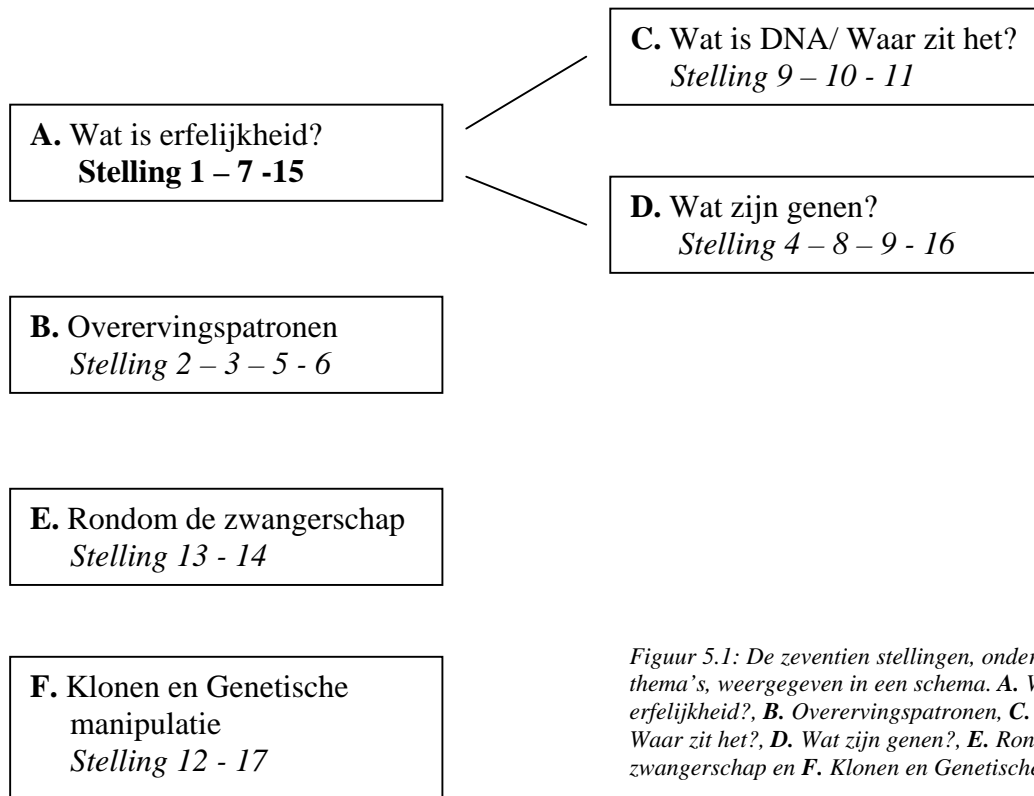 A. Wat is erfelijkheid?
Stelling 1 – 7 -15
C. Wat is DNA/ Waar zit het?
Stelling 9 – 10 - 11
D. Wat zijn genen?
Stelling 4 – 8 – 9 - 16
B. Overervingspatronen
Stelling 2 – 3 – 5 - 6
E. Rondom de zwangerschap
Stelling 13 - 14
F. Klonen en Genetische
manipulatie
Stelling 12 - 17
Figuur 5.1: De zeventien stellingen,
thema’s, weergegeven in een schema. A.
erfelijkheid?, B. Overervingspatronen, C.
Waar zit het?, D. Wat zijn genen?, E.
zwangerschap en F. Klonen en